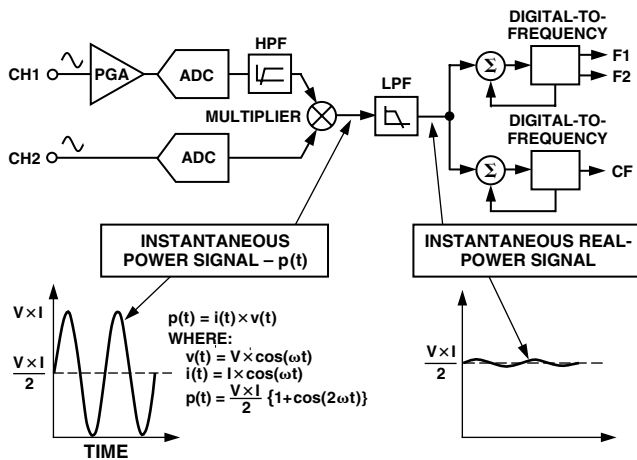 DIGITAL-TO-
FREQUENCY
HPF
F1
CH1
PGA
ADC
LPF
Σ
F2
MULTIPLIER
DIGITAL-TO-
FREQUENCY
CH2
ADC
Σ
CF
INSTANTANEOUS
POWER SIGNAL – p(t)
INSTANTANEOUS REAL-
POWER SIGNAL
V × I
p(t) = i(t) × v(t)
WHERE:
v(t) = V × cos(ωt)
i(t) = I × cos(ωt)
p(t) = V × I / 2 {1+cos(2ωt)}
V × I
2
TIME
V × I
2